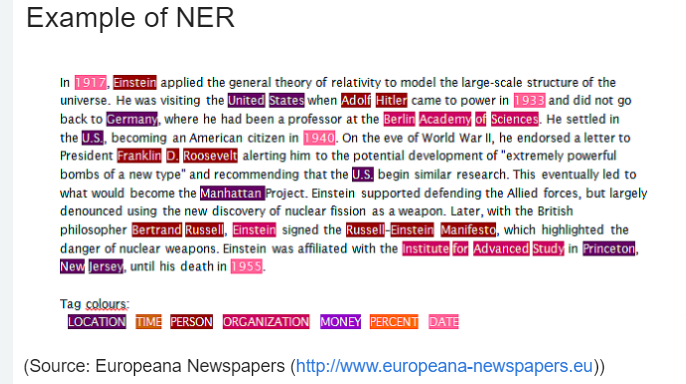 Example of NER
In 1917, Einstein applied the general theory of relativity to model the large-scale structure of the
universe. He was visiting the United States when Adolf Hitler came to power in 1933 and did not go
back to Germany, where he had been a professor at the Berlin Academy of Sciences. He settled in
the U.S., becoming an American citizen in 1940. On the eve of World War II, he endorsed a letter to
President Franklin D. Roosevelt alerting him to the potential development of "extremely powerful
bombs of a new type" and recommending that the U.S. begin similar research. This eventually led to
what would become the Manhattan Project. Einstein supported defending the Allied forces, but largely
denounced using the new discovery of nuclear fission as a weapon. Later, with the British
philosopher Bertrand Russell, Einstein signed the Russell-Einstein Manifesto, which highlighted the
danger of nuclear weapons. Einstein was affiliated with the Institute for Advanced Study in Princeton,
New Jersey, until his death in 1955.
Tag colours:
LOCATION TIME PERSON ORGANIZATION MONEY PERCENT DATE
(Source: Europeana Newspapers (http://www.europeana-newspapers.eu))